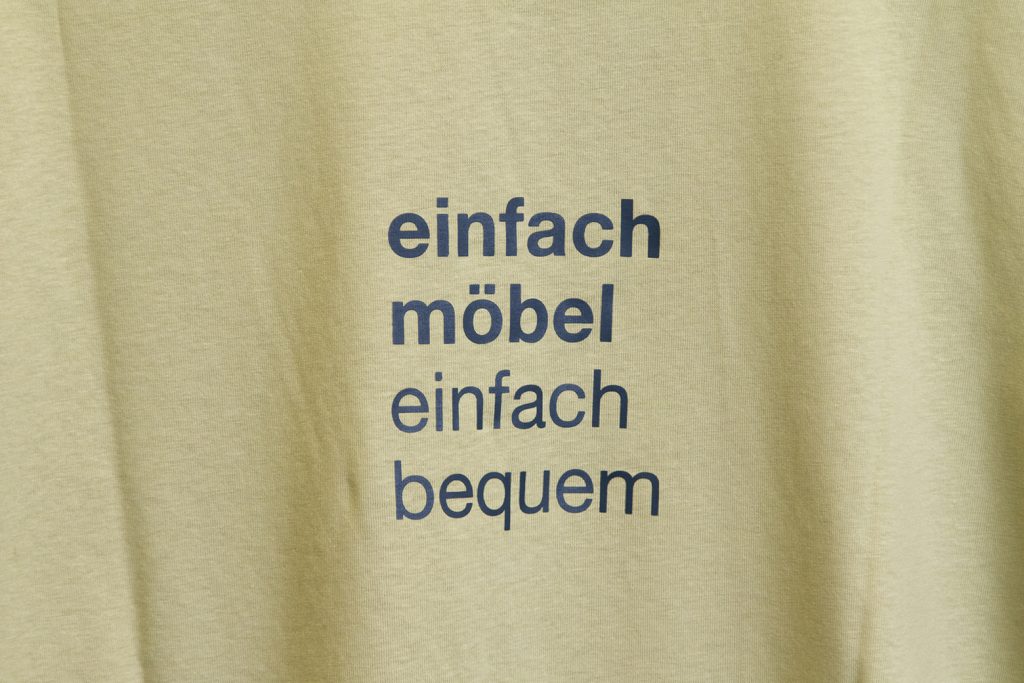 einfach
möbel
einfach
bequem